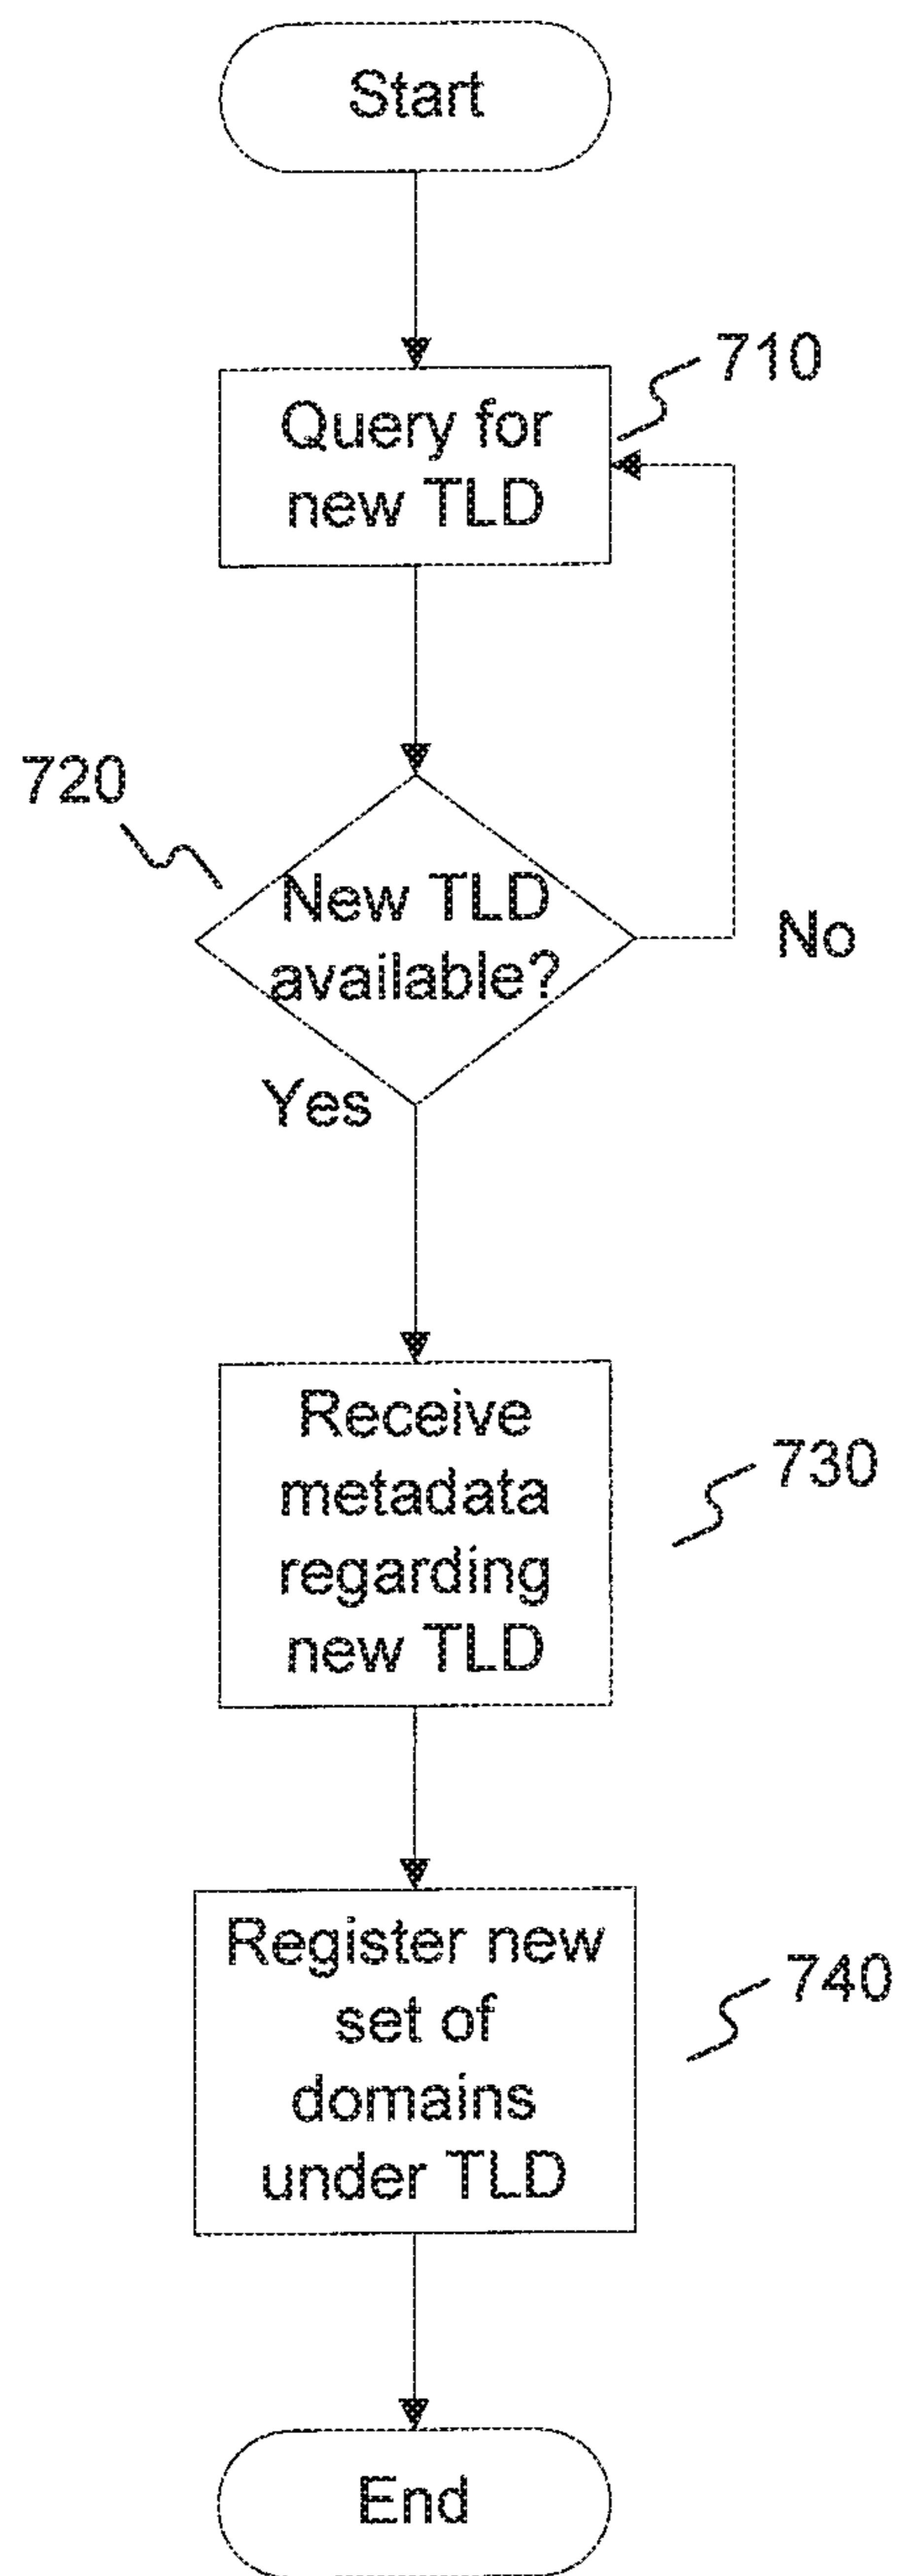 Start
710
Query for
new TLD
720
New TLD
available?
No
Yes
Receive
metadata
regarding
new TLD
730
Register new
set of
domains
under TLD
740
End